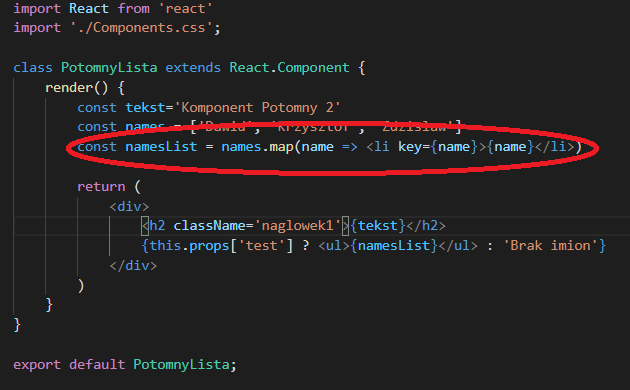 import React from 'react'
import './Components.css';
class PotomnyLista extends React.Component {
render() {
const tekst='Komponent Potomny 2'
const names = ['Dawid', 'Krzysztof', 'Zdzislaw']
const namesList = names.map(name => <li key={name}>{name}</li>)
return (
<div>
<h2 className='naglowek1'>{tekst}</h2>
{this.props['test'] ? <ul>{namesList}</ul> : 'Brak imion'}
</div>
)
}
}
export default PotomnyLista;